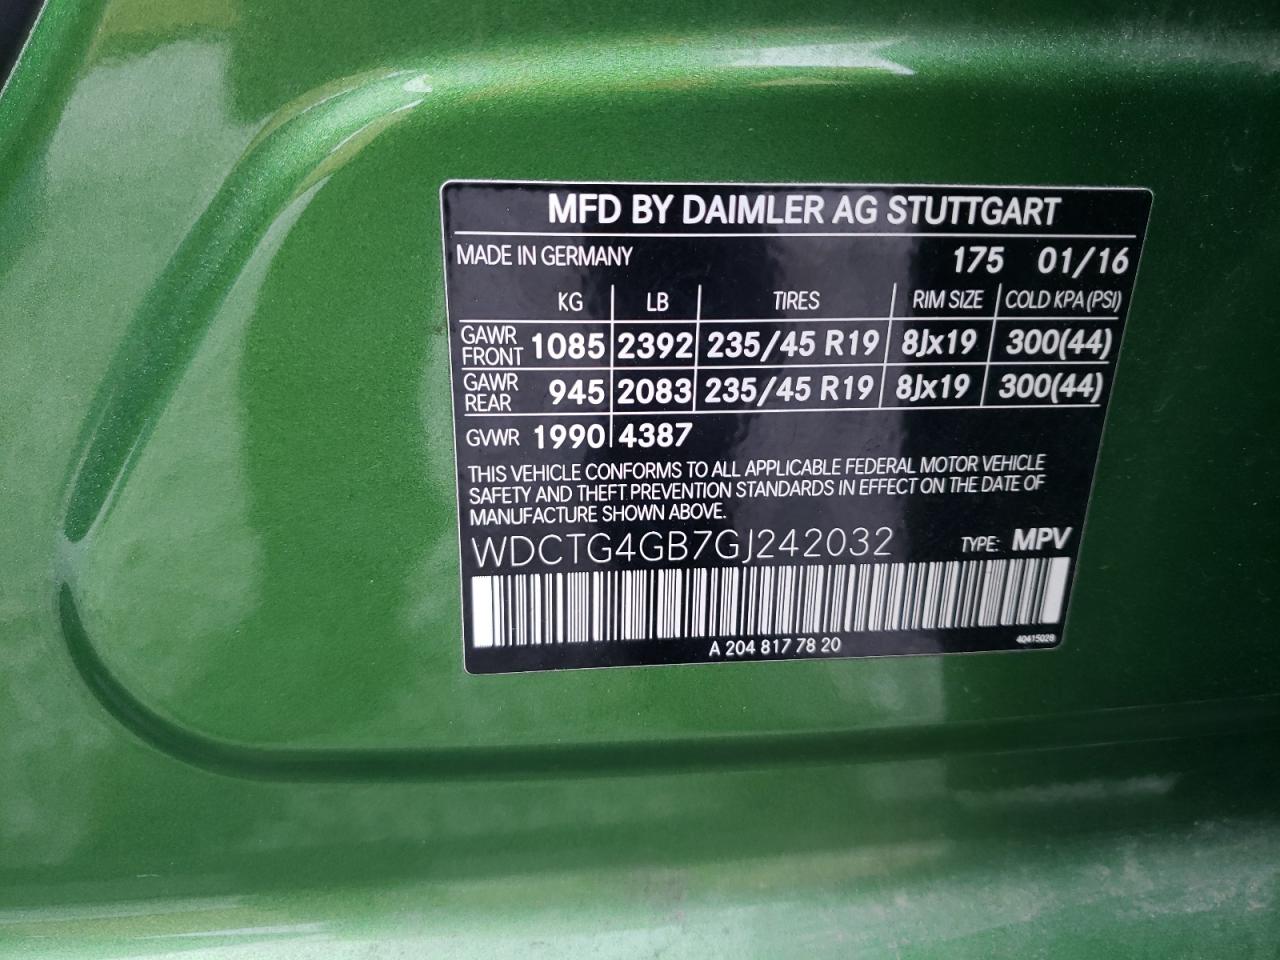 MFD BY DAIMLER AG STUTTGART
MADE IN GERMANY 175 01/16
KG LB TIRES RIM SIZE COLD KPA (PSI)
GAWR FRONT 1085 2392 235/45 R19 8Jx19 300(44)
GAWR REAR 945 2083 235/45 R19 8Jx19 300(44)
GVWR 1990 4387
THIS VEHICLE CONFORMS TO ALL APPLICABLE FEDERAL MOTOR VEHICLE
SAFETY AND THEFT PREVENTION STANDARDS IN EFFECT ON THE DATE OF
MANUFACTURE SHOWN ABOVE.
WDCTG4GB7GJ242032 TYPE: MPV
A 204 817 78 20 40415028